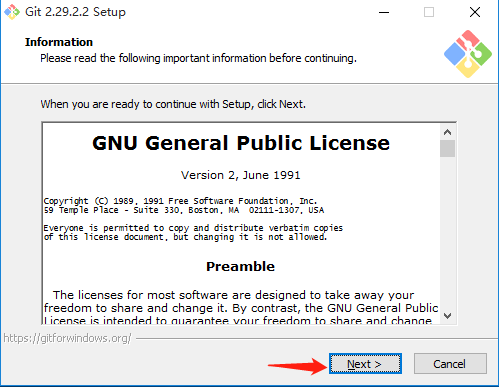 Git 2.29.2.2 Setup
Information
Please read the following important information before continuing.
When you are ready to continue with Setup, click Next.
GNU General Public License
Version 2, June 1991
Copyright (C) 1989, 1991 Free Software Foundation, Inc.
59 Temple Place - Suite 330, Boston, MA  02111-1307, USA
Everyone is permitted to copy and distribute verbatim copies
of this license document, but changing it is not allowed.
Preamble
The licenses for most software are designed to take away your
freedom to share and change it. By contrast, the GNU General Public
License is intended to guarantee your freedom to share and change
https://gitforwindows.org/
Next >
Cancel